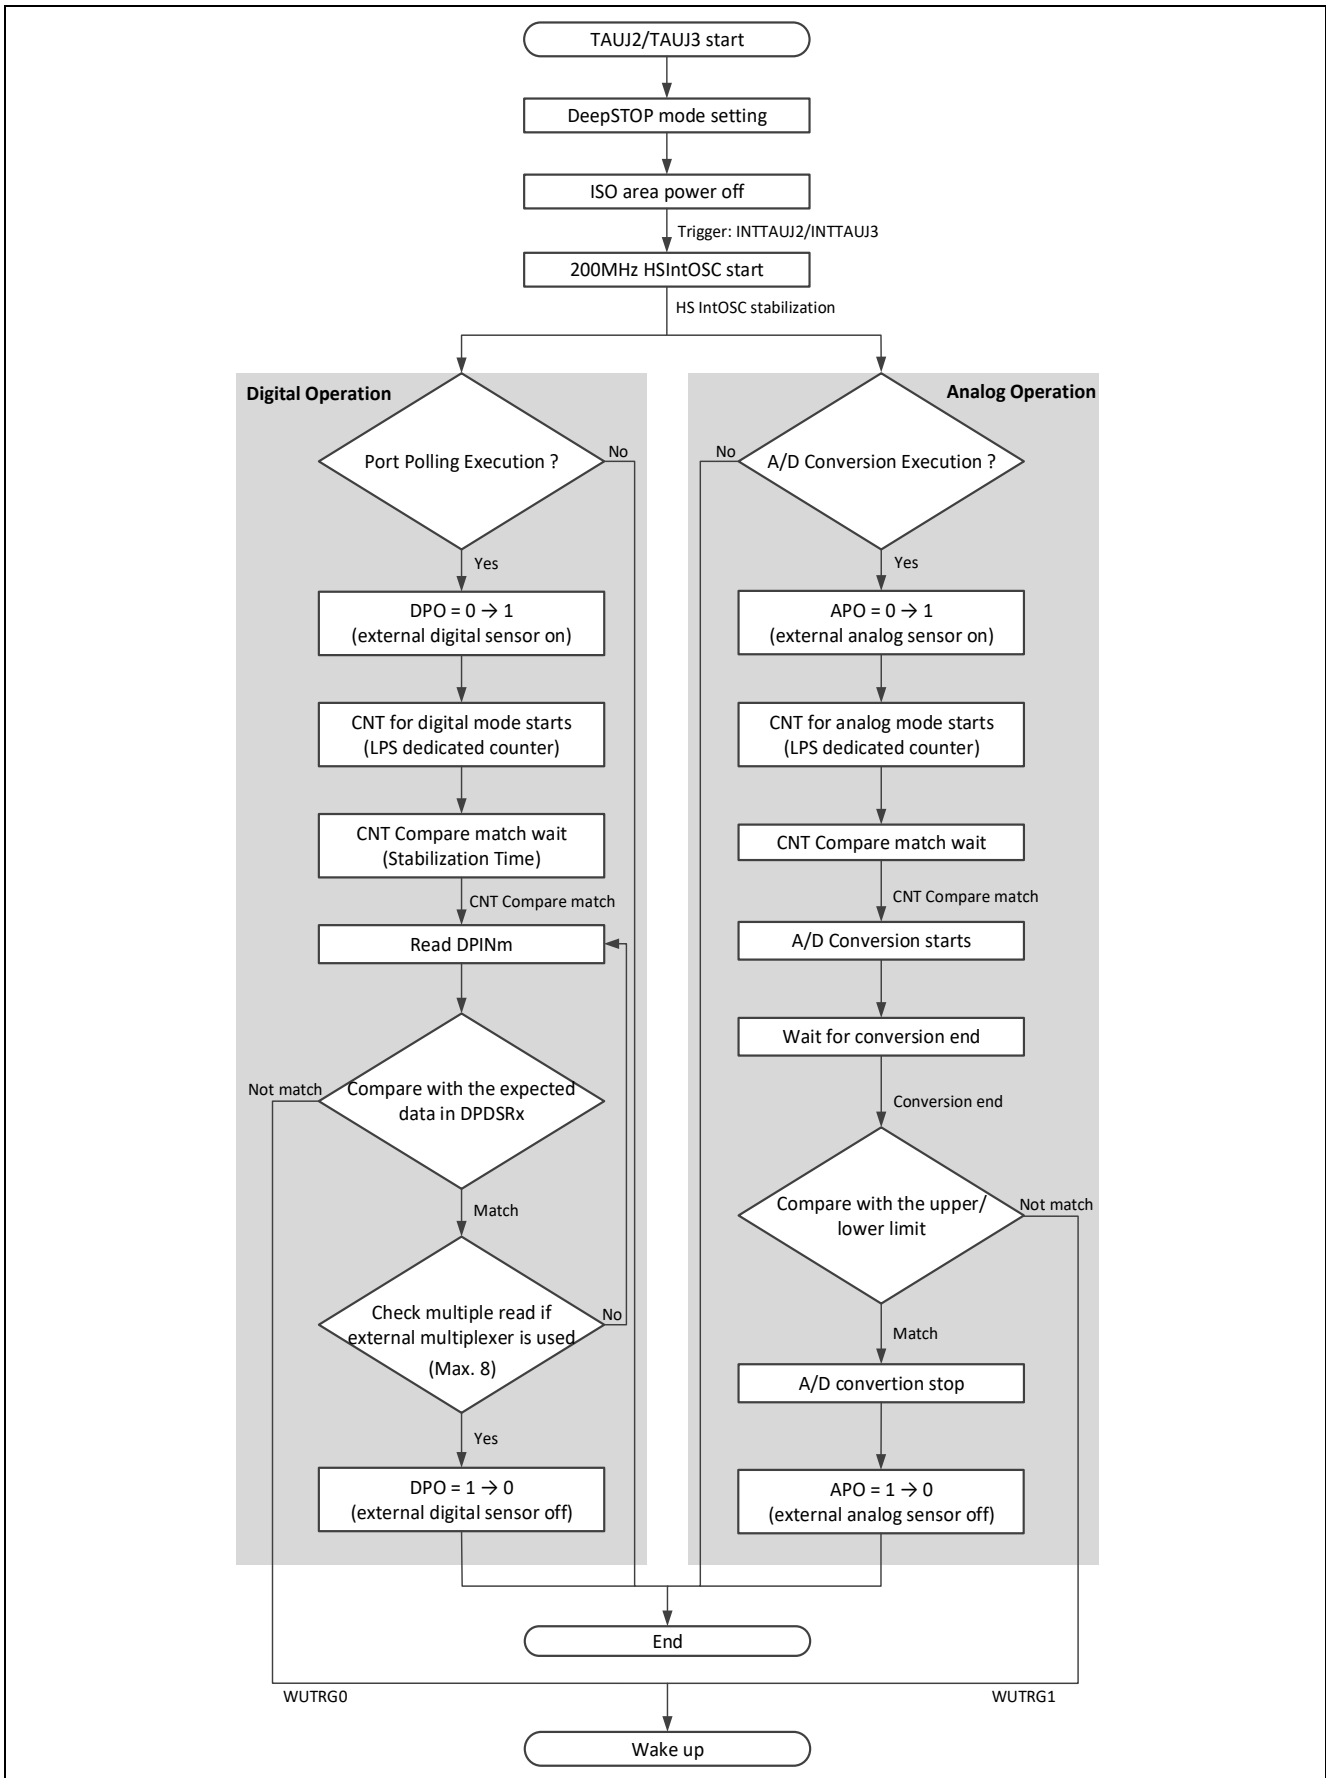 TAUJ2/TAUJ3 start
DeepSTOP mode setting
ISO area power off
Trigger: INTTAUJ2/INTTAUJ3
200MHz HSIntOSC start
HS IntOSC stabilization
Digital Operation
Port Polling Execution ?
No
Yes
DPO = 0 → 1
(external digital sensor on)
CNT for digital mode starts
(LPS dedicated counter)
CNT Compare match wait
(Stabilization Time)
CNT Compare match
Read DPINm
Compare with the expected
data in DPDSRx
Not match
Match
Check multiple read if
external multiplexer is used
(Max. 8)
No
Yes
DPO = 1 → 0
(external digital sensor off)
Analog Operation
A/D Conversion Execution ?
No
Yes
APO = 0 → 1
(external analog sensor on)
CNT for analog mode starts
(LPS dedicated counter)
CNT Compare match wait
CNT Compare match
A/D Conversion starts
Wait for conversion end
Conversion end
Compare with the upper/
lower limit
Not match
Match
A/D convertion stop
APO = 1 → 0
(external analog sensor off)
End
WUTRG0
WUTRG1
Wake up